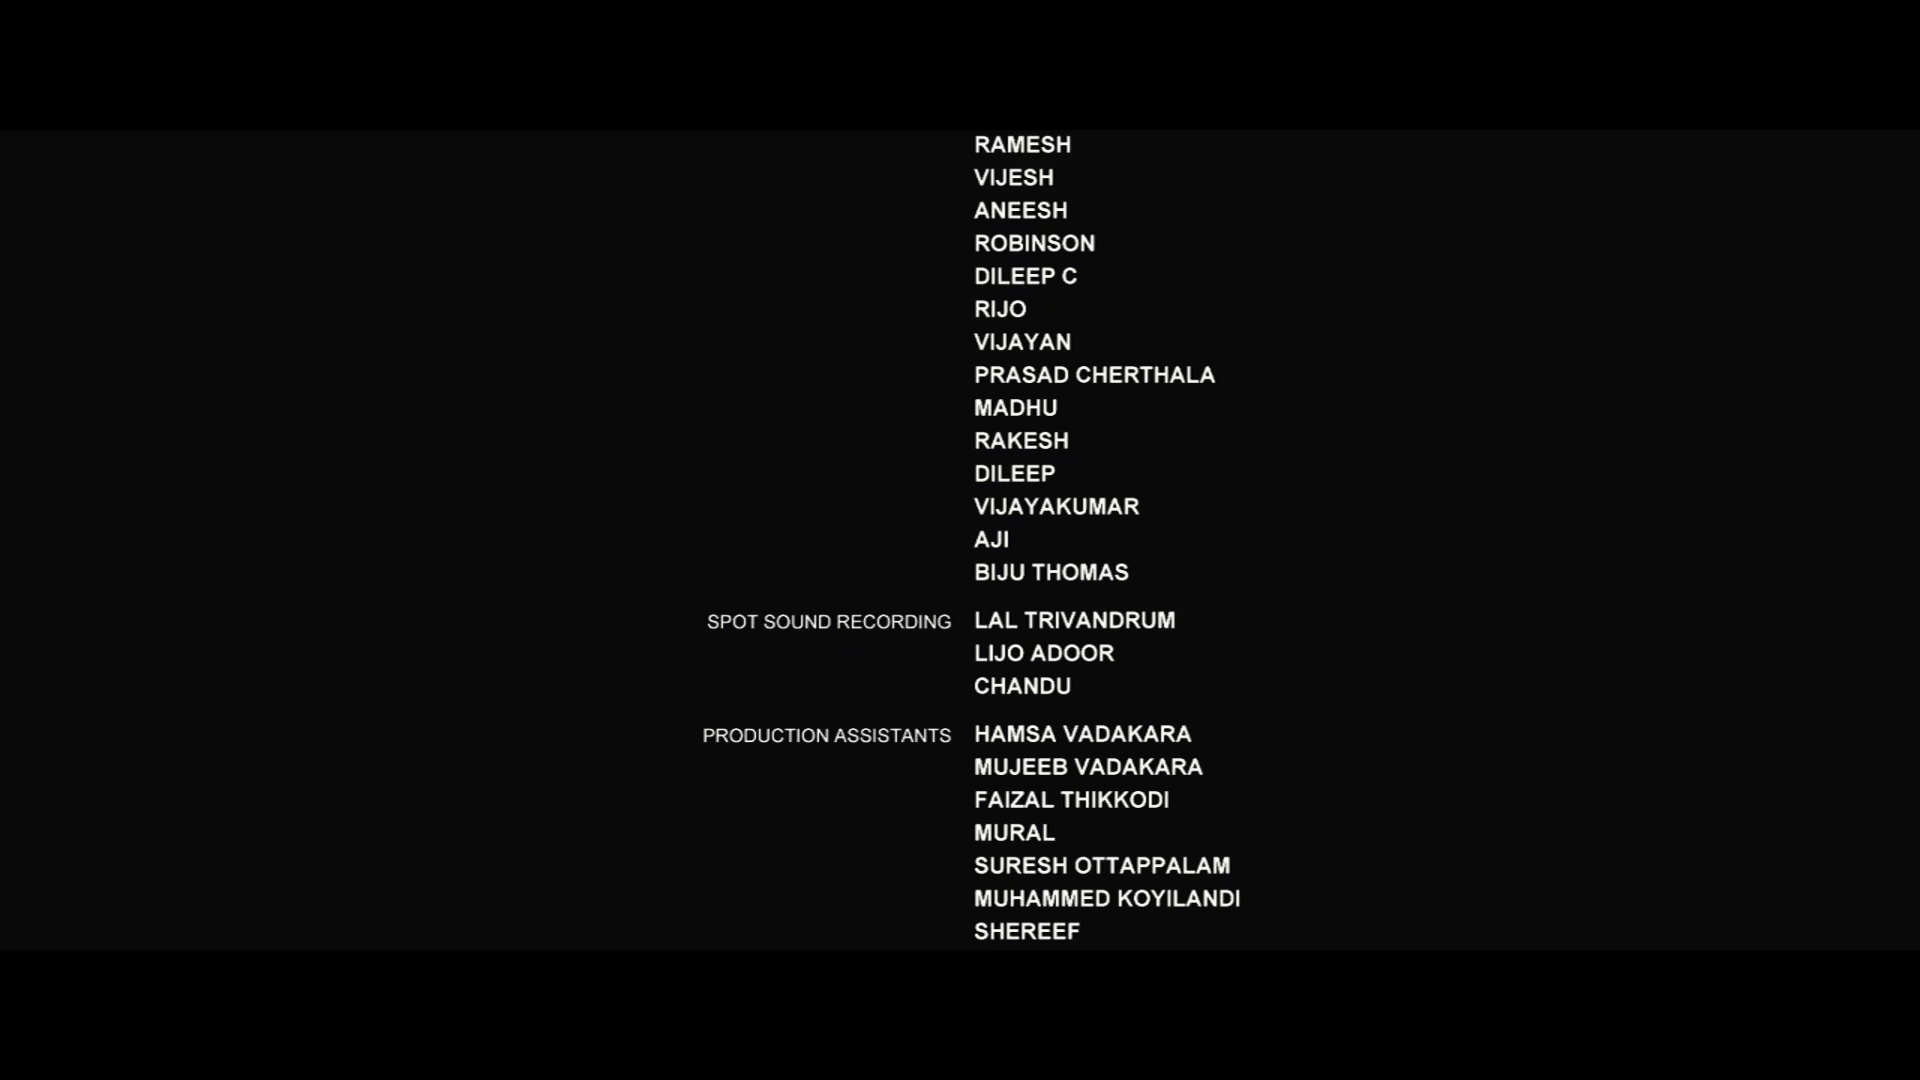 RAMESH
VIJESH
ANEESH
ROBINSON
DILEEP C
RIJO
VIJAYAN
PRASAD CHERTHALA
MADHU
RAKESH
DILEEP
VIJAYAKUMAR
AJI
BIJU THOMAS
SPOT SOUND RECORDING LAL TRIVANDRUM
LIJO ADOOR
CHANDU
PRODUCTION ASSISTANTS HAMSA VADAKARA
MUJEEB VADAKARA
FAIZAL THIKKODI
MURAL
SURESH OTTAPPALAM
MUHAMMED KOYILANDI
SHEREEF